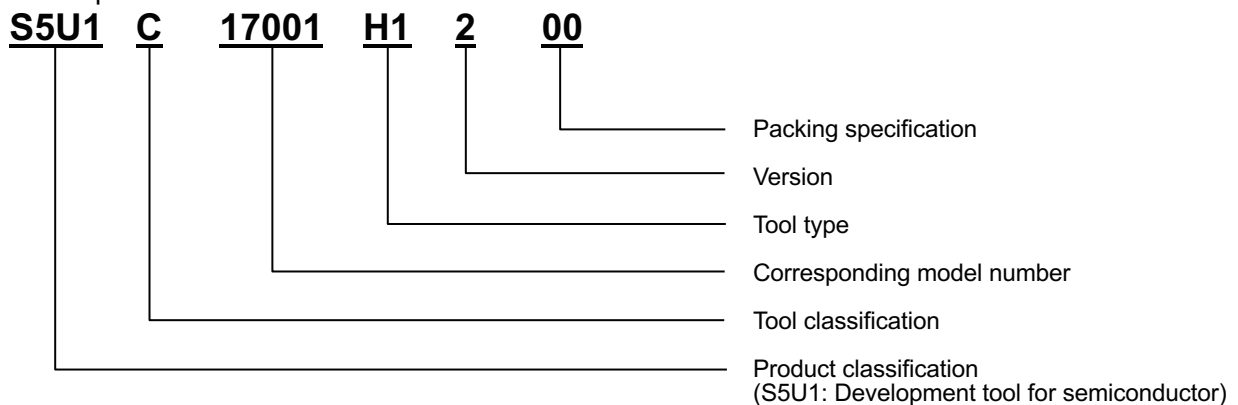 S5U1 C 17001 H1 2 00
Packing specification
Version
Tool type
Corresponding model number
Tool classification
Product classification
(S5U1: Development tool for semiconductor)